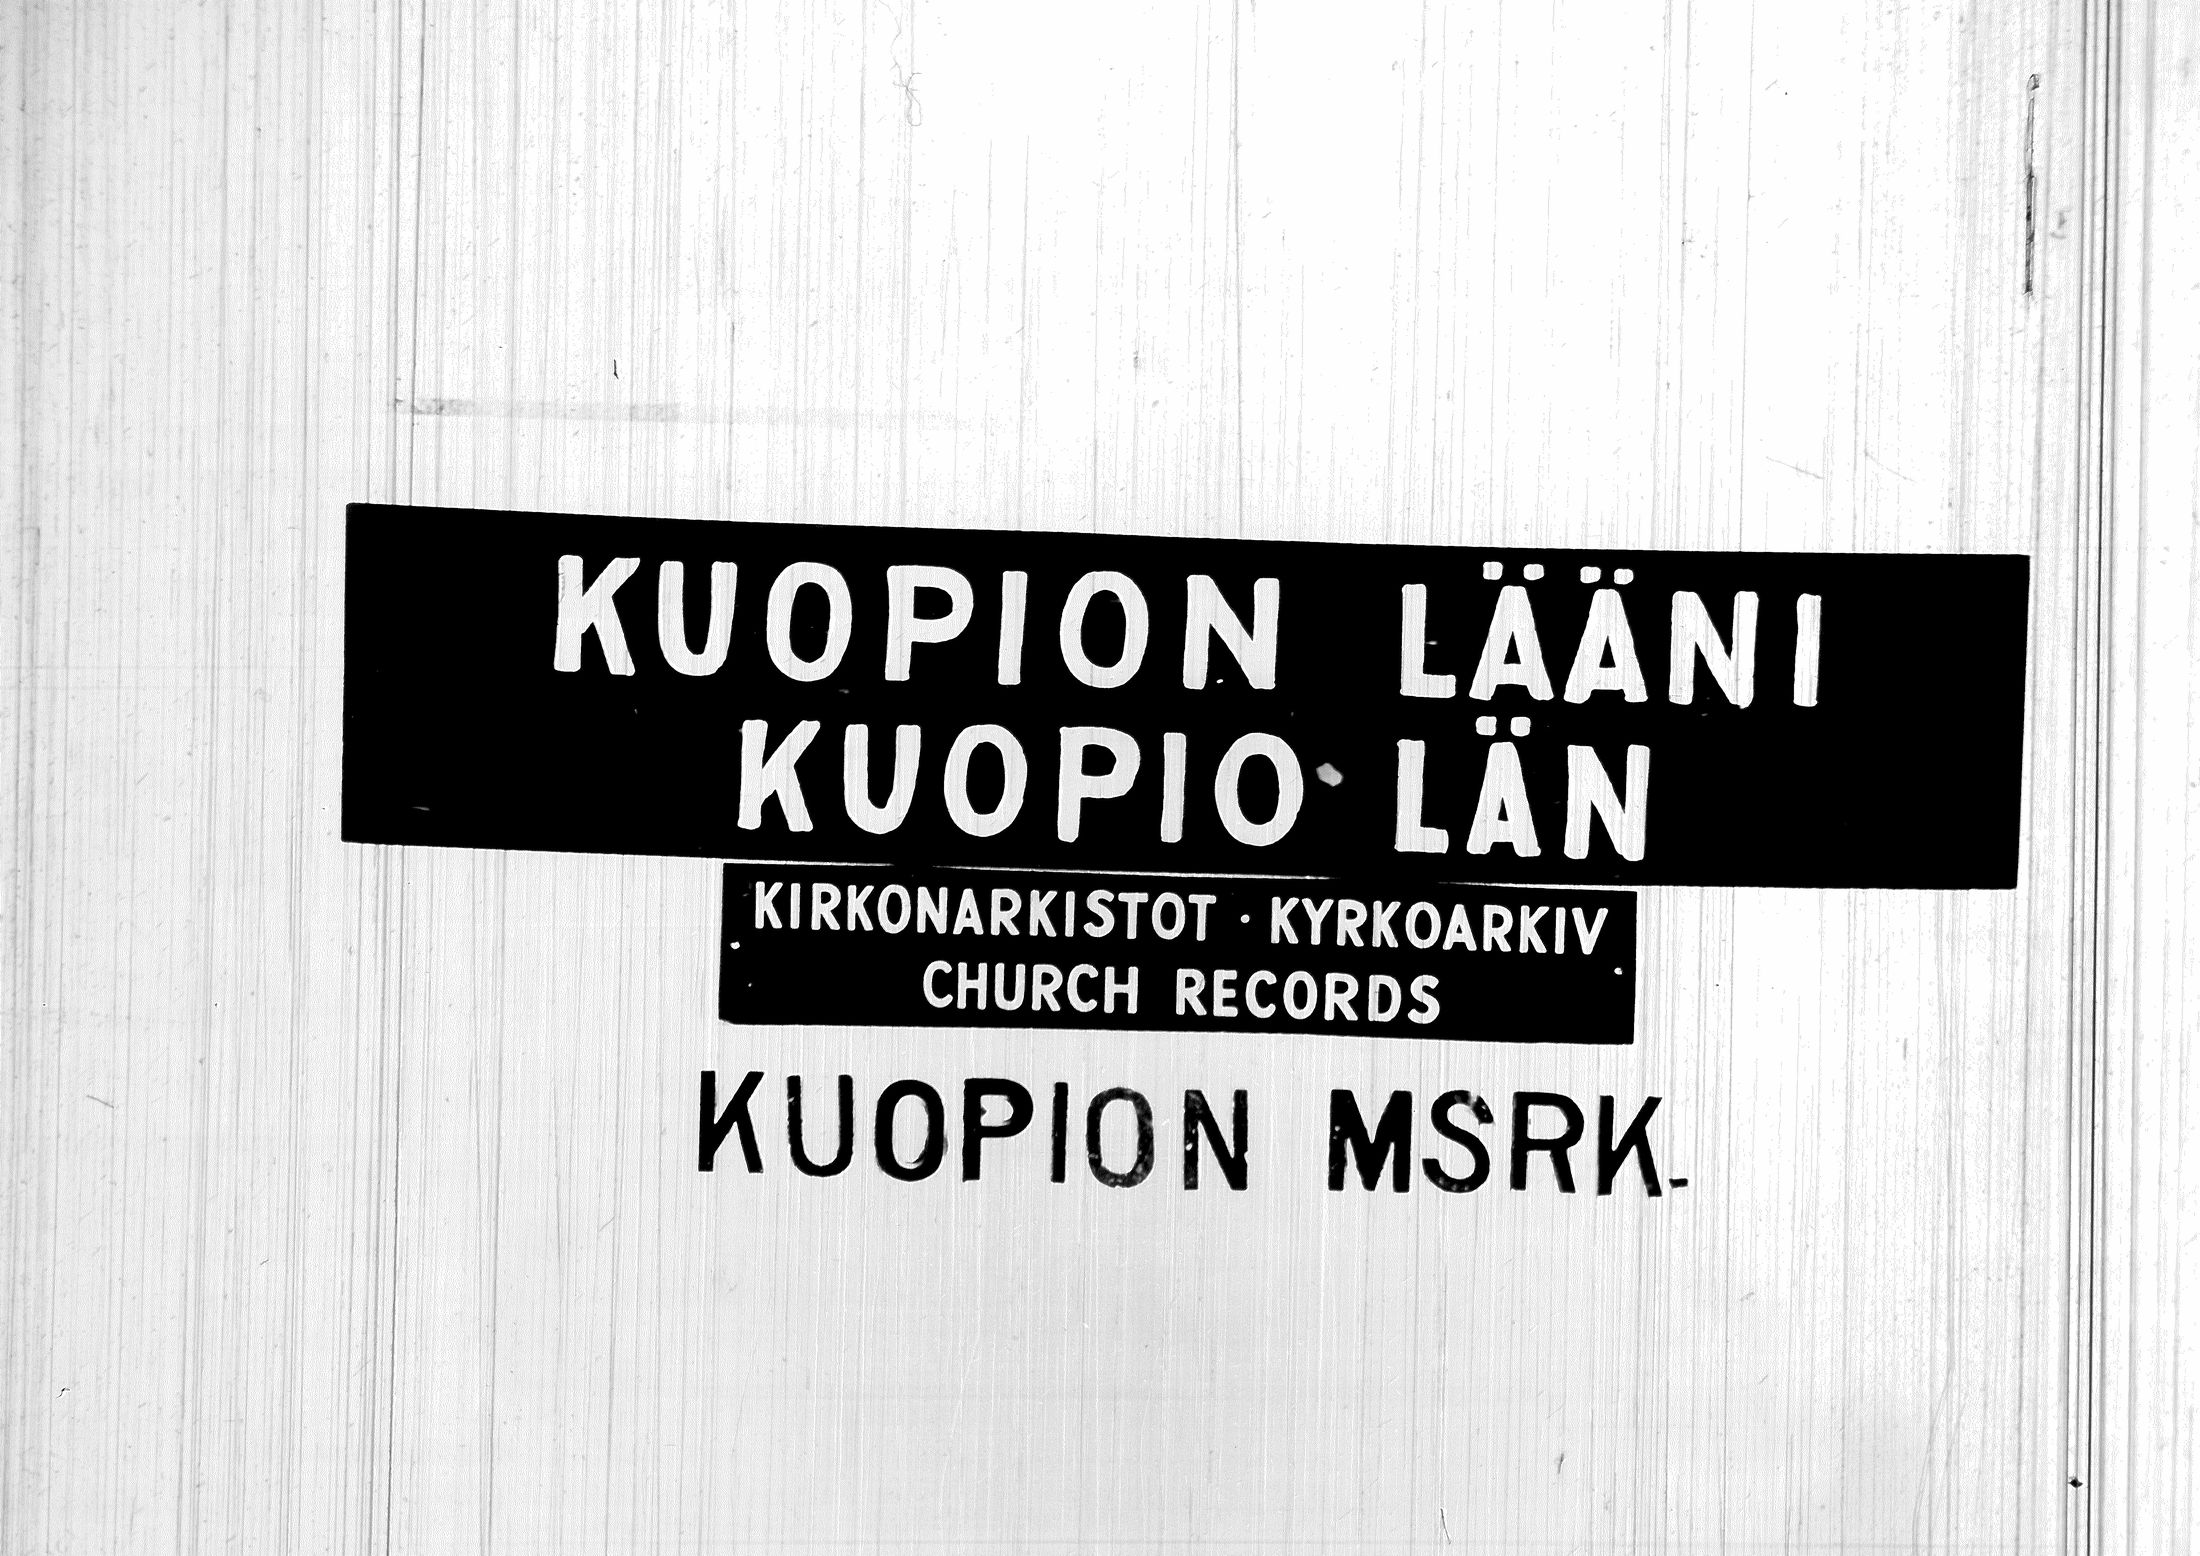 KUOPION LÄÄNI
KUOPIO LÄN
KIRKONARKISTOT · KYRKOARKIV
CHURCH RECORDS
KUOPION MSRK.